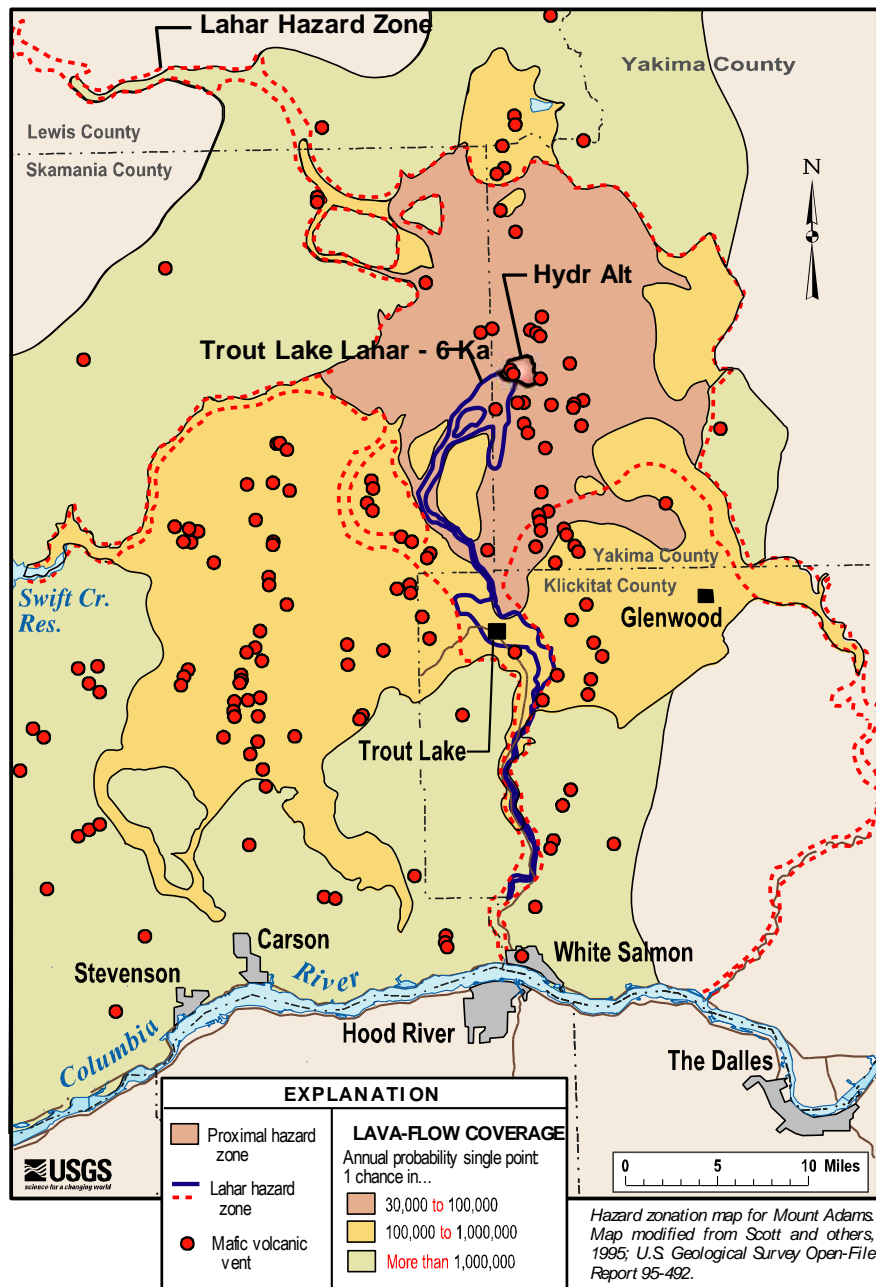 Lahar Hazard Zone
Yakima County
Lewis County
Skamania County
N
Hydr Alt
Trout Lake Lahar - 6 Ka
Swift Cr.
Res.
Yakima County
Klickitat County
Glenwood
Trout Lake
Carson
Stevenson
White Salmon
Columbia River
Hood River
The Dalles
EXPLANATION
Proximal hazard
zone
Lahar hazard
zone
Mafic volcanic
vent
LAVA-FLOW COVERAGE
Annual probability single point
1 chance in...
30,000 to 100,000
100,000 to 1,000,000
More than 1,000,000
USGS
science for a changing world
0 5 10 Miles
Hazard zonation map for Mount Adams.
Map modified from Scott and others,
1995; U.S. Geological Survey Open-File
Report 95-492.